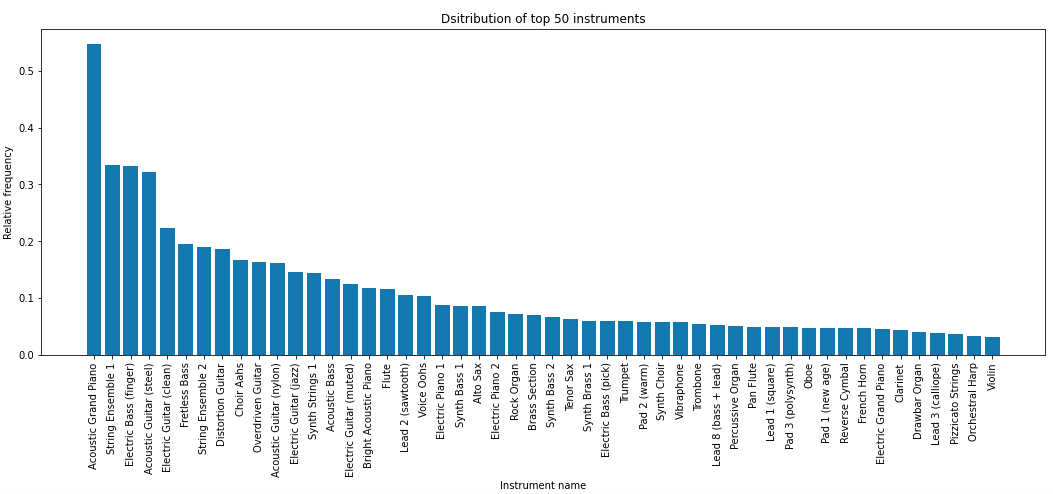 Dsitribution of top 50 instruments
Relative frequency
0.5
0.4
0.3
0.2
0.1
0.0
Acoustic Grand Piano
String Ensemble 1
Electric Bass (finger)
Acoustic Guitar (steel)
Electric Guitar (clean)
Fretless Bass
String Ensemble 2
Distortion Guitar
Choir Aahs
Overdriven Guitar
Acoustic Guitar (nylon)
Electric Guitar (jazz)
Synth Strings 1
Acoustic Bass
Electric Guitar (muted)
Bright Acoustic Piano
Flute
Lead 2 (sawtooth)
Voice Oohs
Electric Piano 1
Synth Bass 1
Alto Sax
Electric Piano 2
Rock Organ
Brass Section
Synth Bass 2
Tenor Sax
Synth Brass 1
Electric Bass (pick)
Trumpet
Pad 2 (warm)
Synth Choir
Vibraphone
Trombone
Lead 8 (bass + lead)
Percussive Organ
Pan Flute
Lead 1 (square)
Pad 3 (polysynth)
Oboe
Pad 1 (new age)
Reverse Cymbal
French Horn
Electric Grand Piano
Clarinet
Drawbar Organ
Lead 3 (calliope)
Pizzicato Strings
Orchestral Harp
Violin
Instrument name